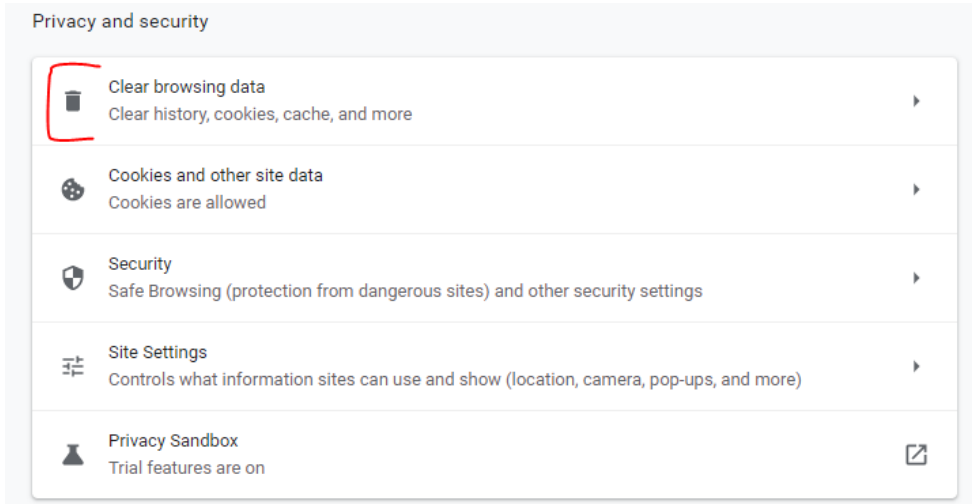 Privacy and security
Clear browsing data
Clear history, cookies, cache, and more
Cookies and other site data
Cookies are allowed
Security
Safe Browsing (protection from dangerous sites) and other security settings
Site Settings
Controls what information sites can use and show (location, camera, pop-ups, and more)
Privacy Sandbox
Trial features are on